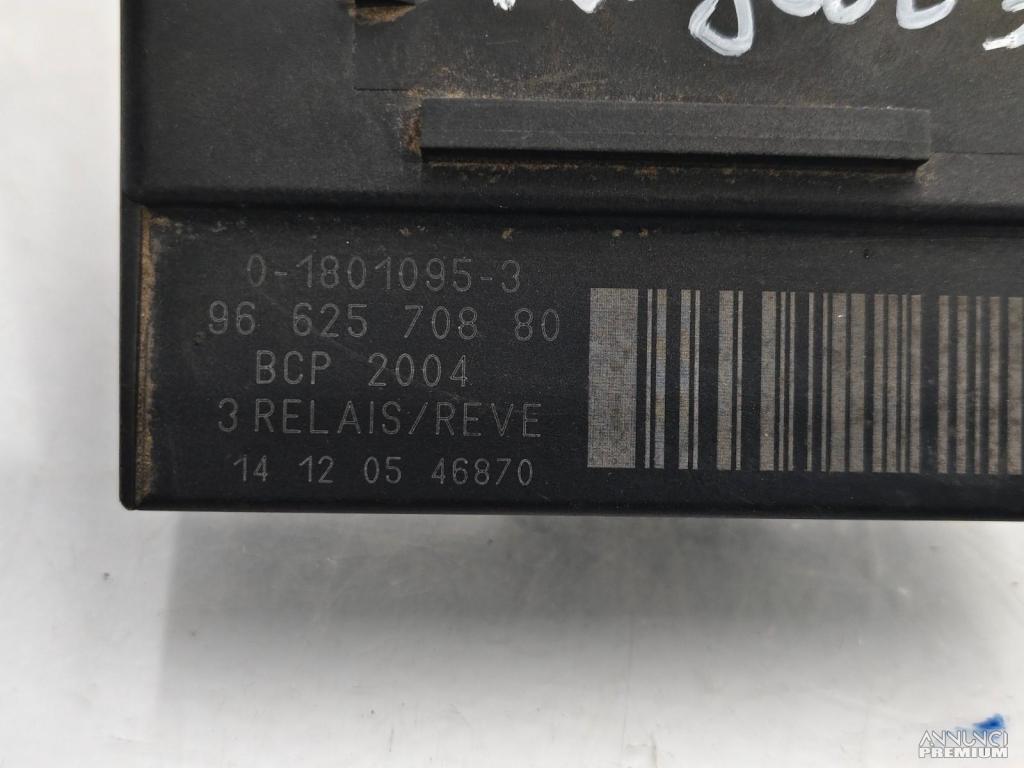 0-1801095-3
96 625 708 80
BCP 2004
3 RELAIS/REVE
14 12 05 46870
ANNUNCI
PREMIUM